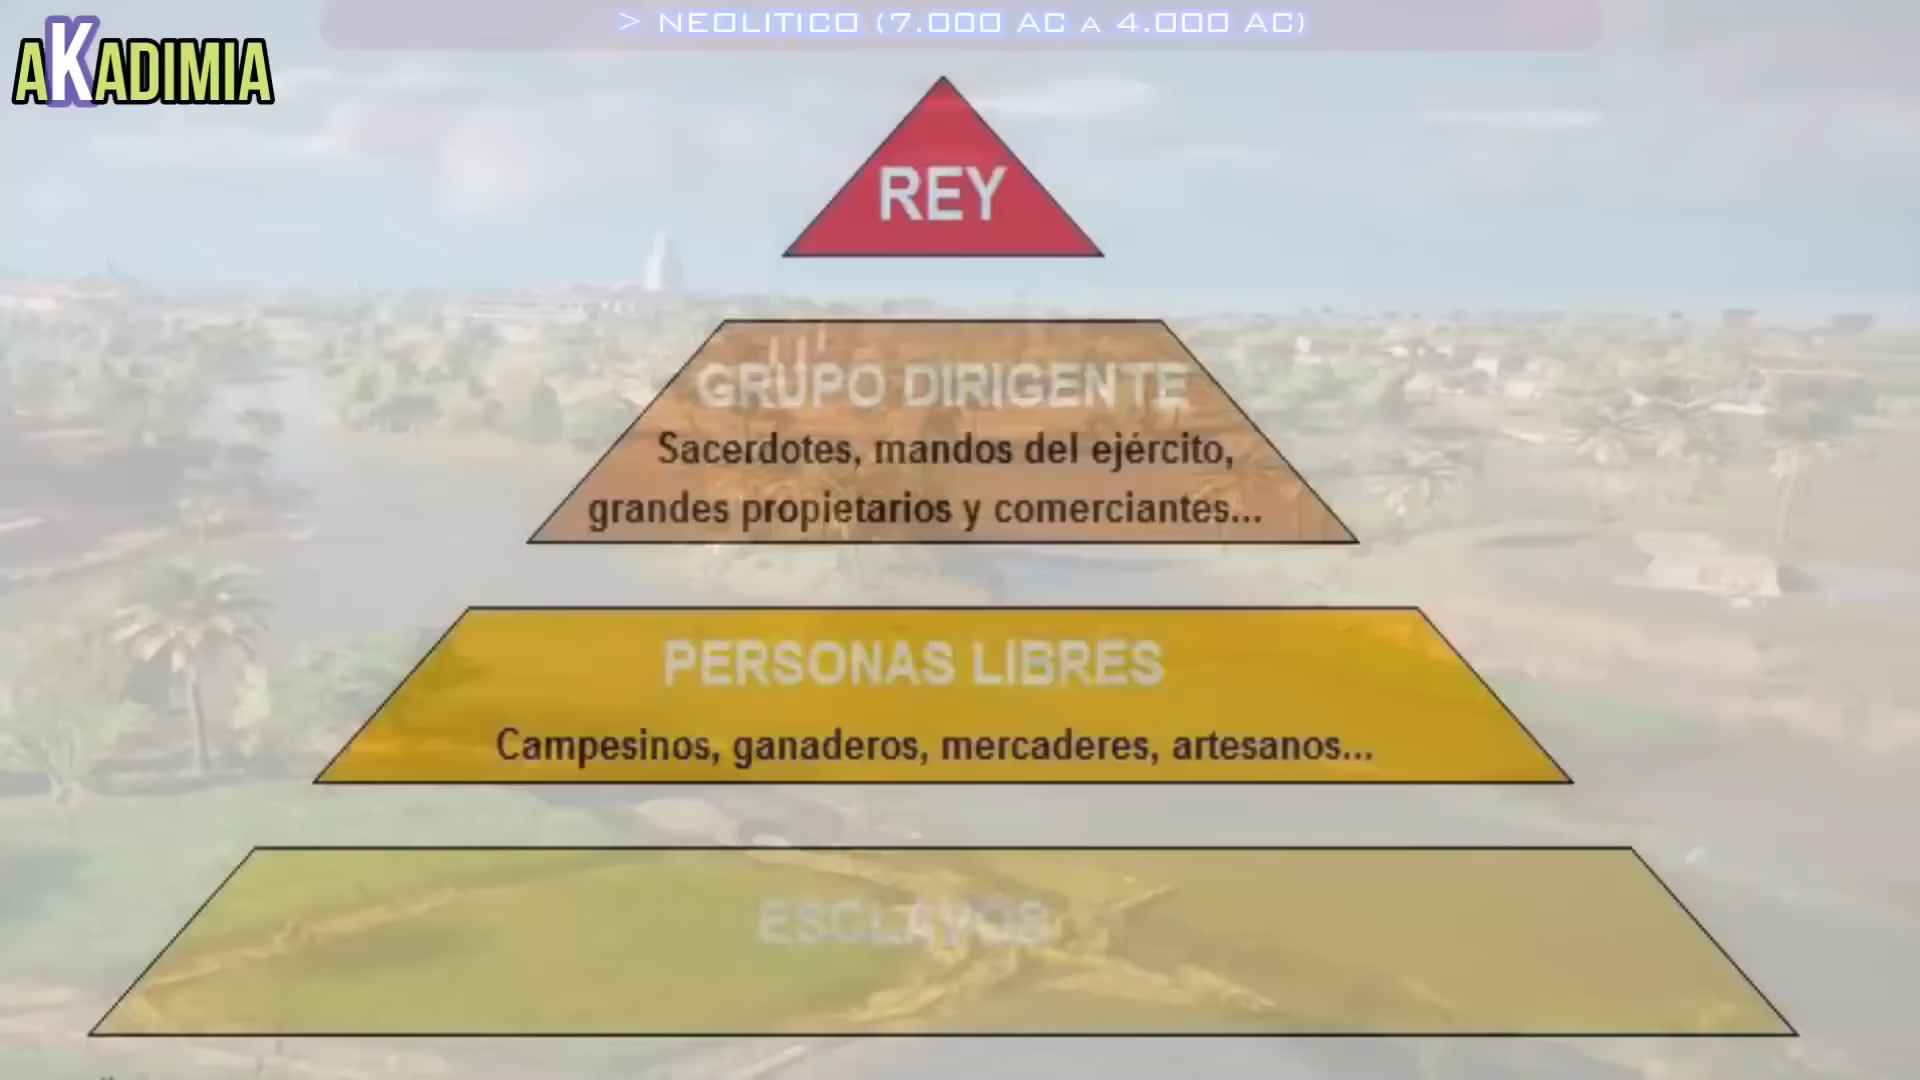 > NEOLITICO (7.000 AC A 4.000 AC)
AKADIMIA
REY
GRUPO DIRIGENTE
Sacerdotes, mandos del ejército,
grandes propietarios y comerciantes...
PERSONAS LIBRES
Campesinos, ganaderos, mercaderes, artesanos...
ESCLAVOS